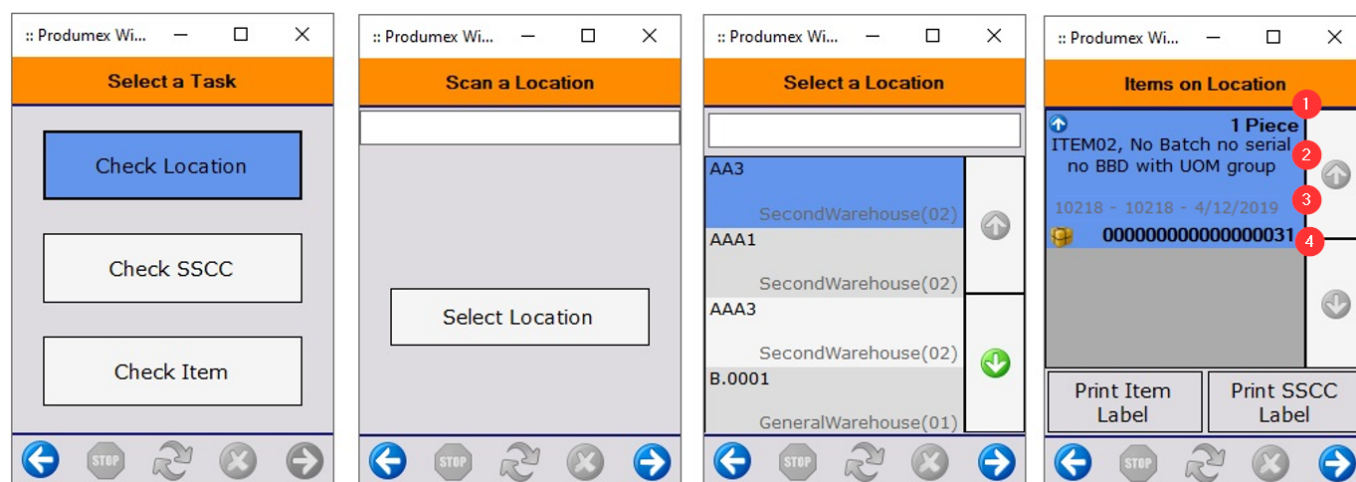 :: Produmex Wi...
Select a Task
Check Location
Check SSCC
Check Item
STOP
:: Produmex Wi...
Scan a Location
Select Location
STOP
:: Produmex Wi...
Select a Location
AA3
SecondWarehouse(02)
AAA1
SecondWarehouse(02)
AAA3
SecondWarehouse(02)
B.0001
GeneralWarehouse(01)
STOP
:: Produmex Wi...
Items on Location
1
1 Piece
ITEM02, No Batch no serial
2
no BBD with UOM group
3
10218 - 10218 - 4/12/2019
000000000000000031
4
Print Item
Label
Print SSCC
Label
STOP